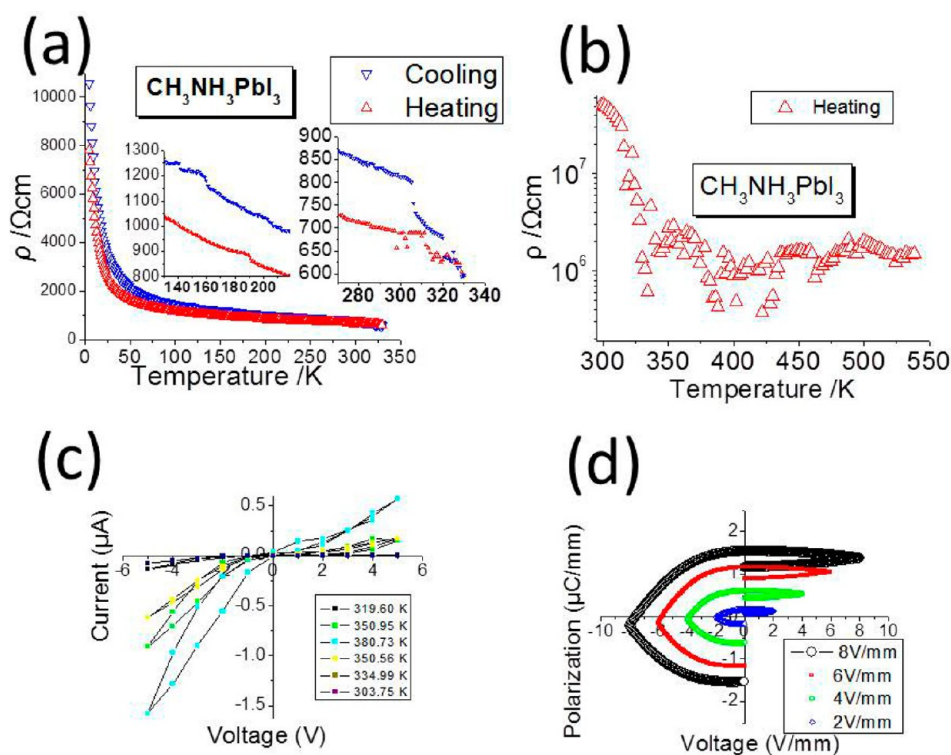 (a)
CH₃NH₃PbI₃
Cooling
Heating
10000
8000
6000
4000
2000
0
ρ /Ωcm
1300
1200
1100
1000
900
800
140 160 180 200
900
850
800
750
700
650
600
280 300 320 340
0 50 100 150 200 250 300 350
Temperature /K
(b)
Heating
CH₃NH₃PbI₃
10⁷
10⁶
ρ /Ωcm
300 350 400 450 500 550
Temperature /K
(c)
Current (μA)
0.5
0.0
-0.5
-1.0
-1.5
-6 -4 -2 0 2 4 6
319.60 K
350.95 K
380.73 K
350.56 K
334.99 K
303.75 K
Voltage (V)
(d)
Polarization (μC/mm)
2
1
-1
-2
-10 -8 -6 -4 -2 0 2 4 6 8 10
8V/mm
6V/mm
4V/mm
2V/mm
Voltage (V/mm)